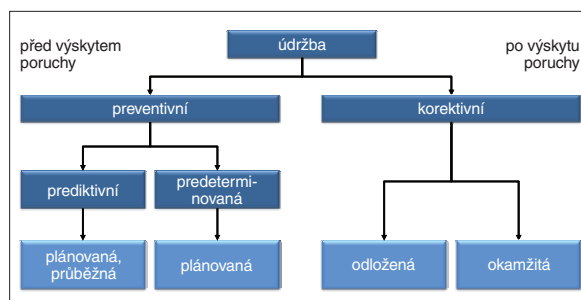 před výskytem
poruchy
údržba
po výskytu
poruchy
preventivní
korektivní
prediktivní
predetermi-
novaná
plánovaná,
průběžná
plánovaná
odložená
okamžitá